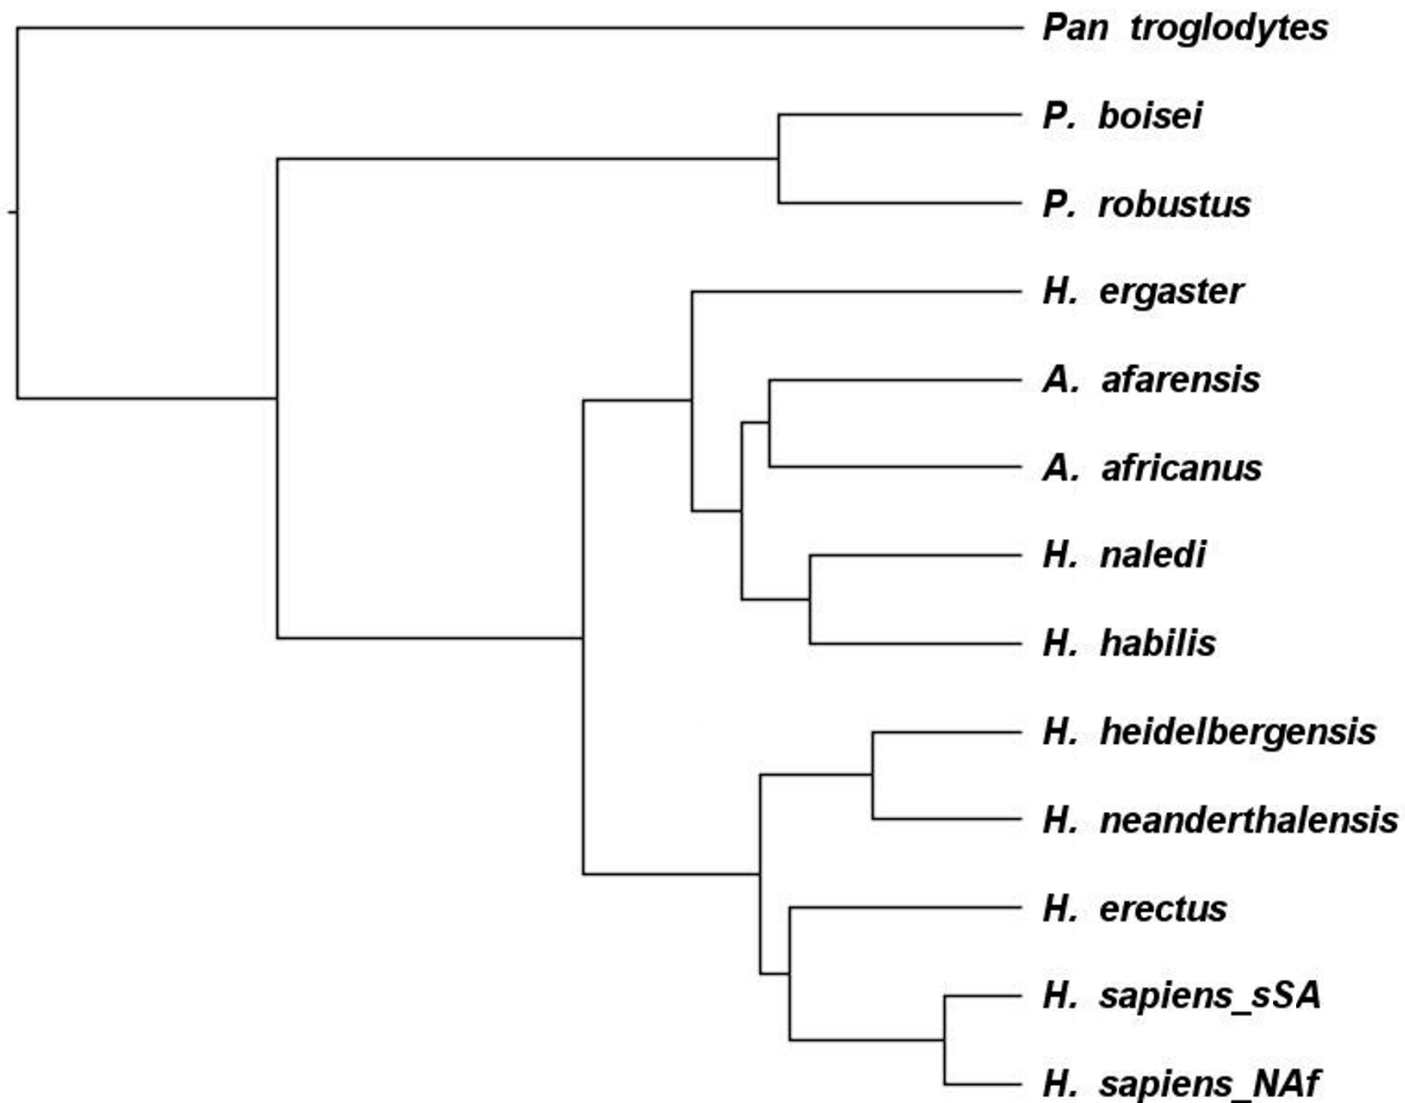 Pan troglodytes
P. boisei
P. robustus
H. ergaster
A. afarensis
A. africanus
H. naledi
H. habilis
H. heidelbergensis
H. neanderthalensis
H. erectus
H. sapiens_sSA
H. sapiens_NAf